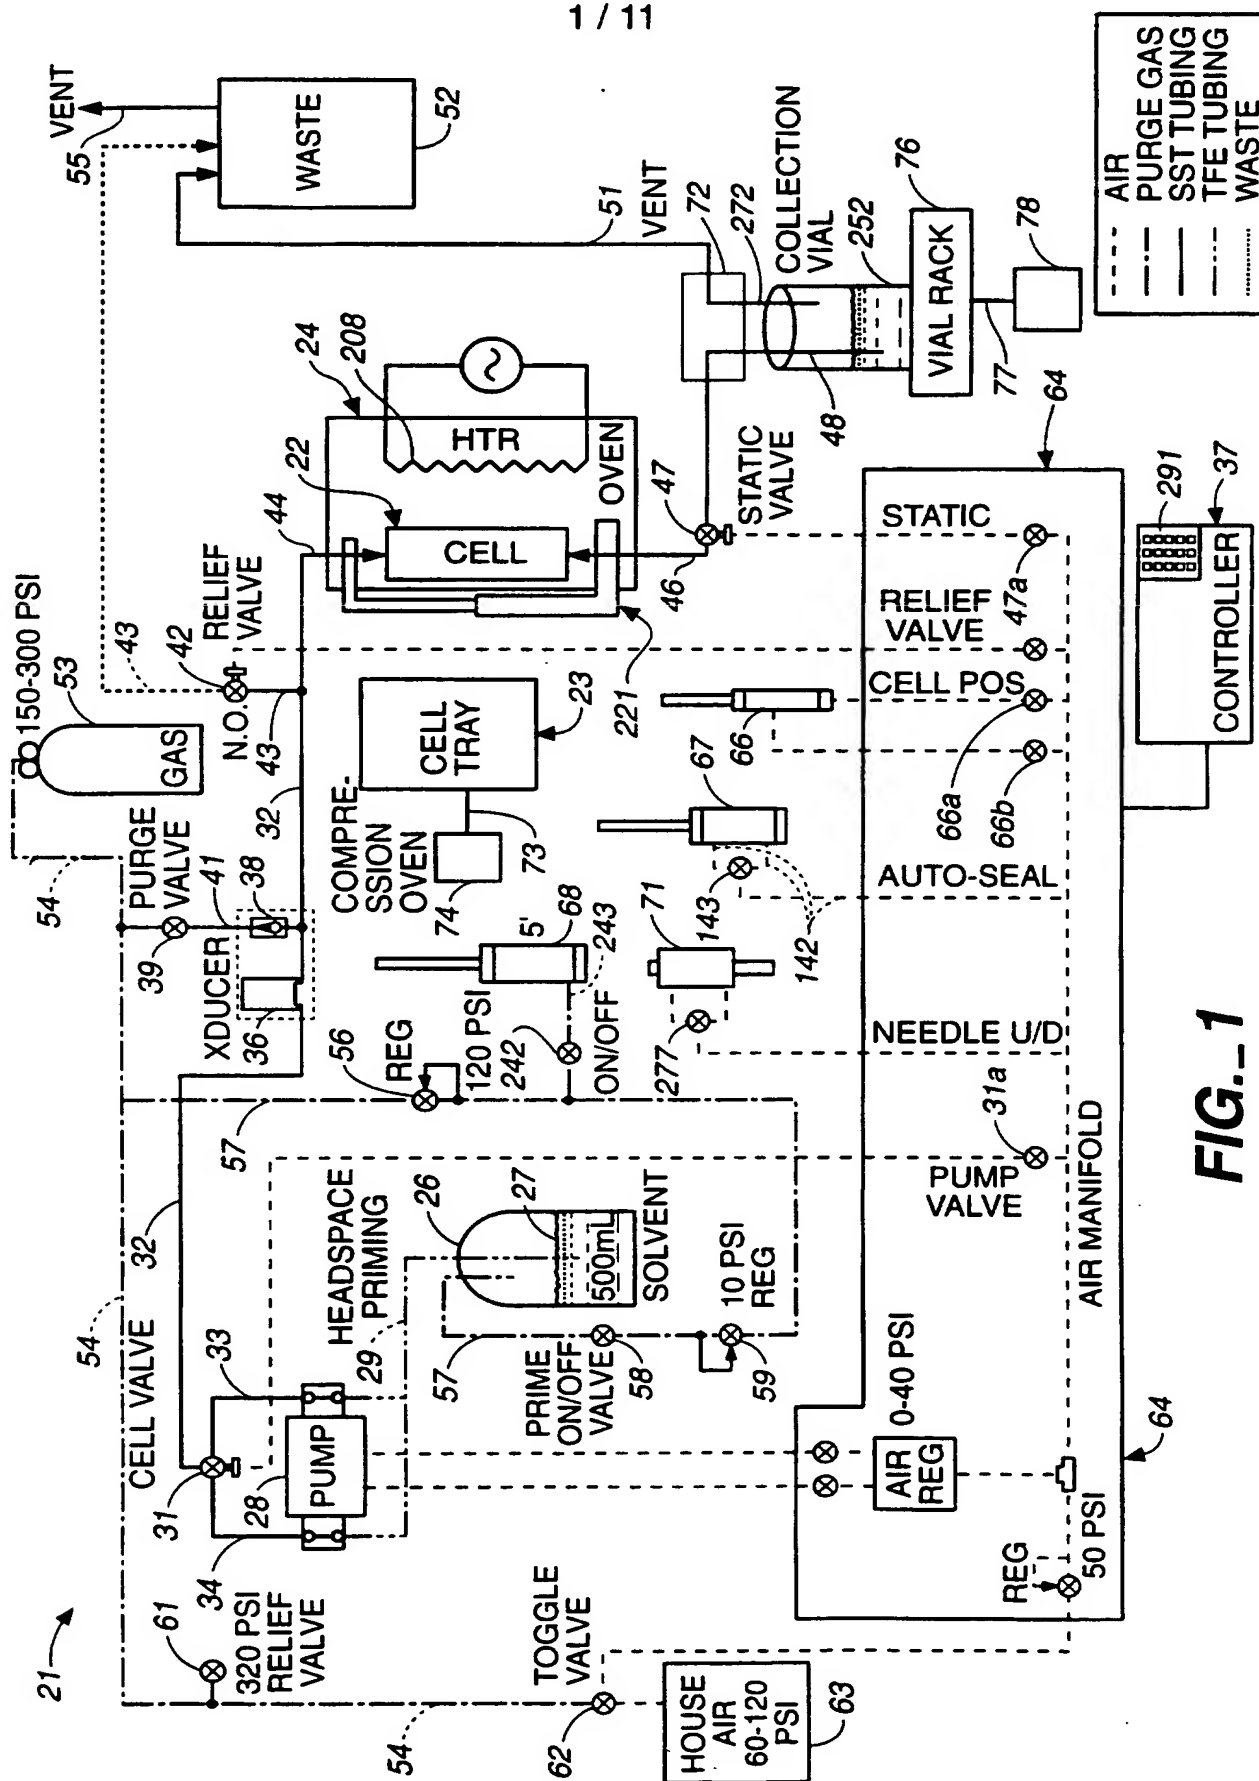 1 / 11
VENT
55
WASTE
52
51
VENT
72
272
COLLECTION
VIAL
252
76
VIAL RACK
77
78
48
AIR
PURGE GAS
SST TUBING
TFE TUBING
WASTE
24
208
HTR
22
44
CELL
OVEN
47
STATIC
VALVE
46
221
150-300 PSI
53
GAS
43
42
RELIEF
VALVE
N.O.
43
32
COMPRE-
SSION
OVEN
CELL
TRAY
23
73
74
54
PURGE
VALVE
41
38
39
XDUCER
36
68
5'
243
120 PSI
242
ON/OFF
56
REG
57
66
67
143
71
142
277
64
STATIC
47a
RELIEF
VALVE
CELL POS
66a
66b
AUTO-SEAL
NEEDLE U/D
31a
PUMP
VALVE
AIR MANIFOLD
291
37
CONTROLLER
32
54
CELL VALVE
31
33
34
28
PUMP
HEADSPACE
PRIMING
29
26
27
500mL
SOLVENT
57
PRIME
ON/OFF
VALVE
58
10 PSI
REG
59
0-40 PSI
AIR
REG
64
REG
50 PSI
21
61
320 PSI
RELIEF
VALVE
54
TOGGLE
VALVE
62
HOUSE
AIR
60-120
PSI
63
FIG._1